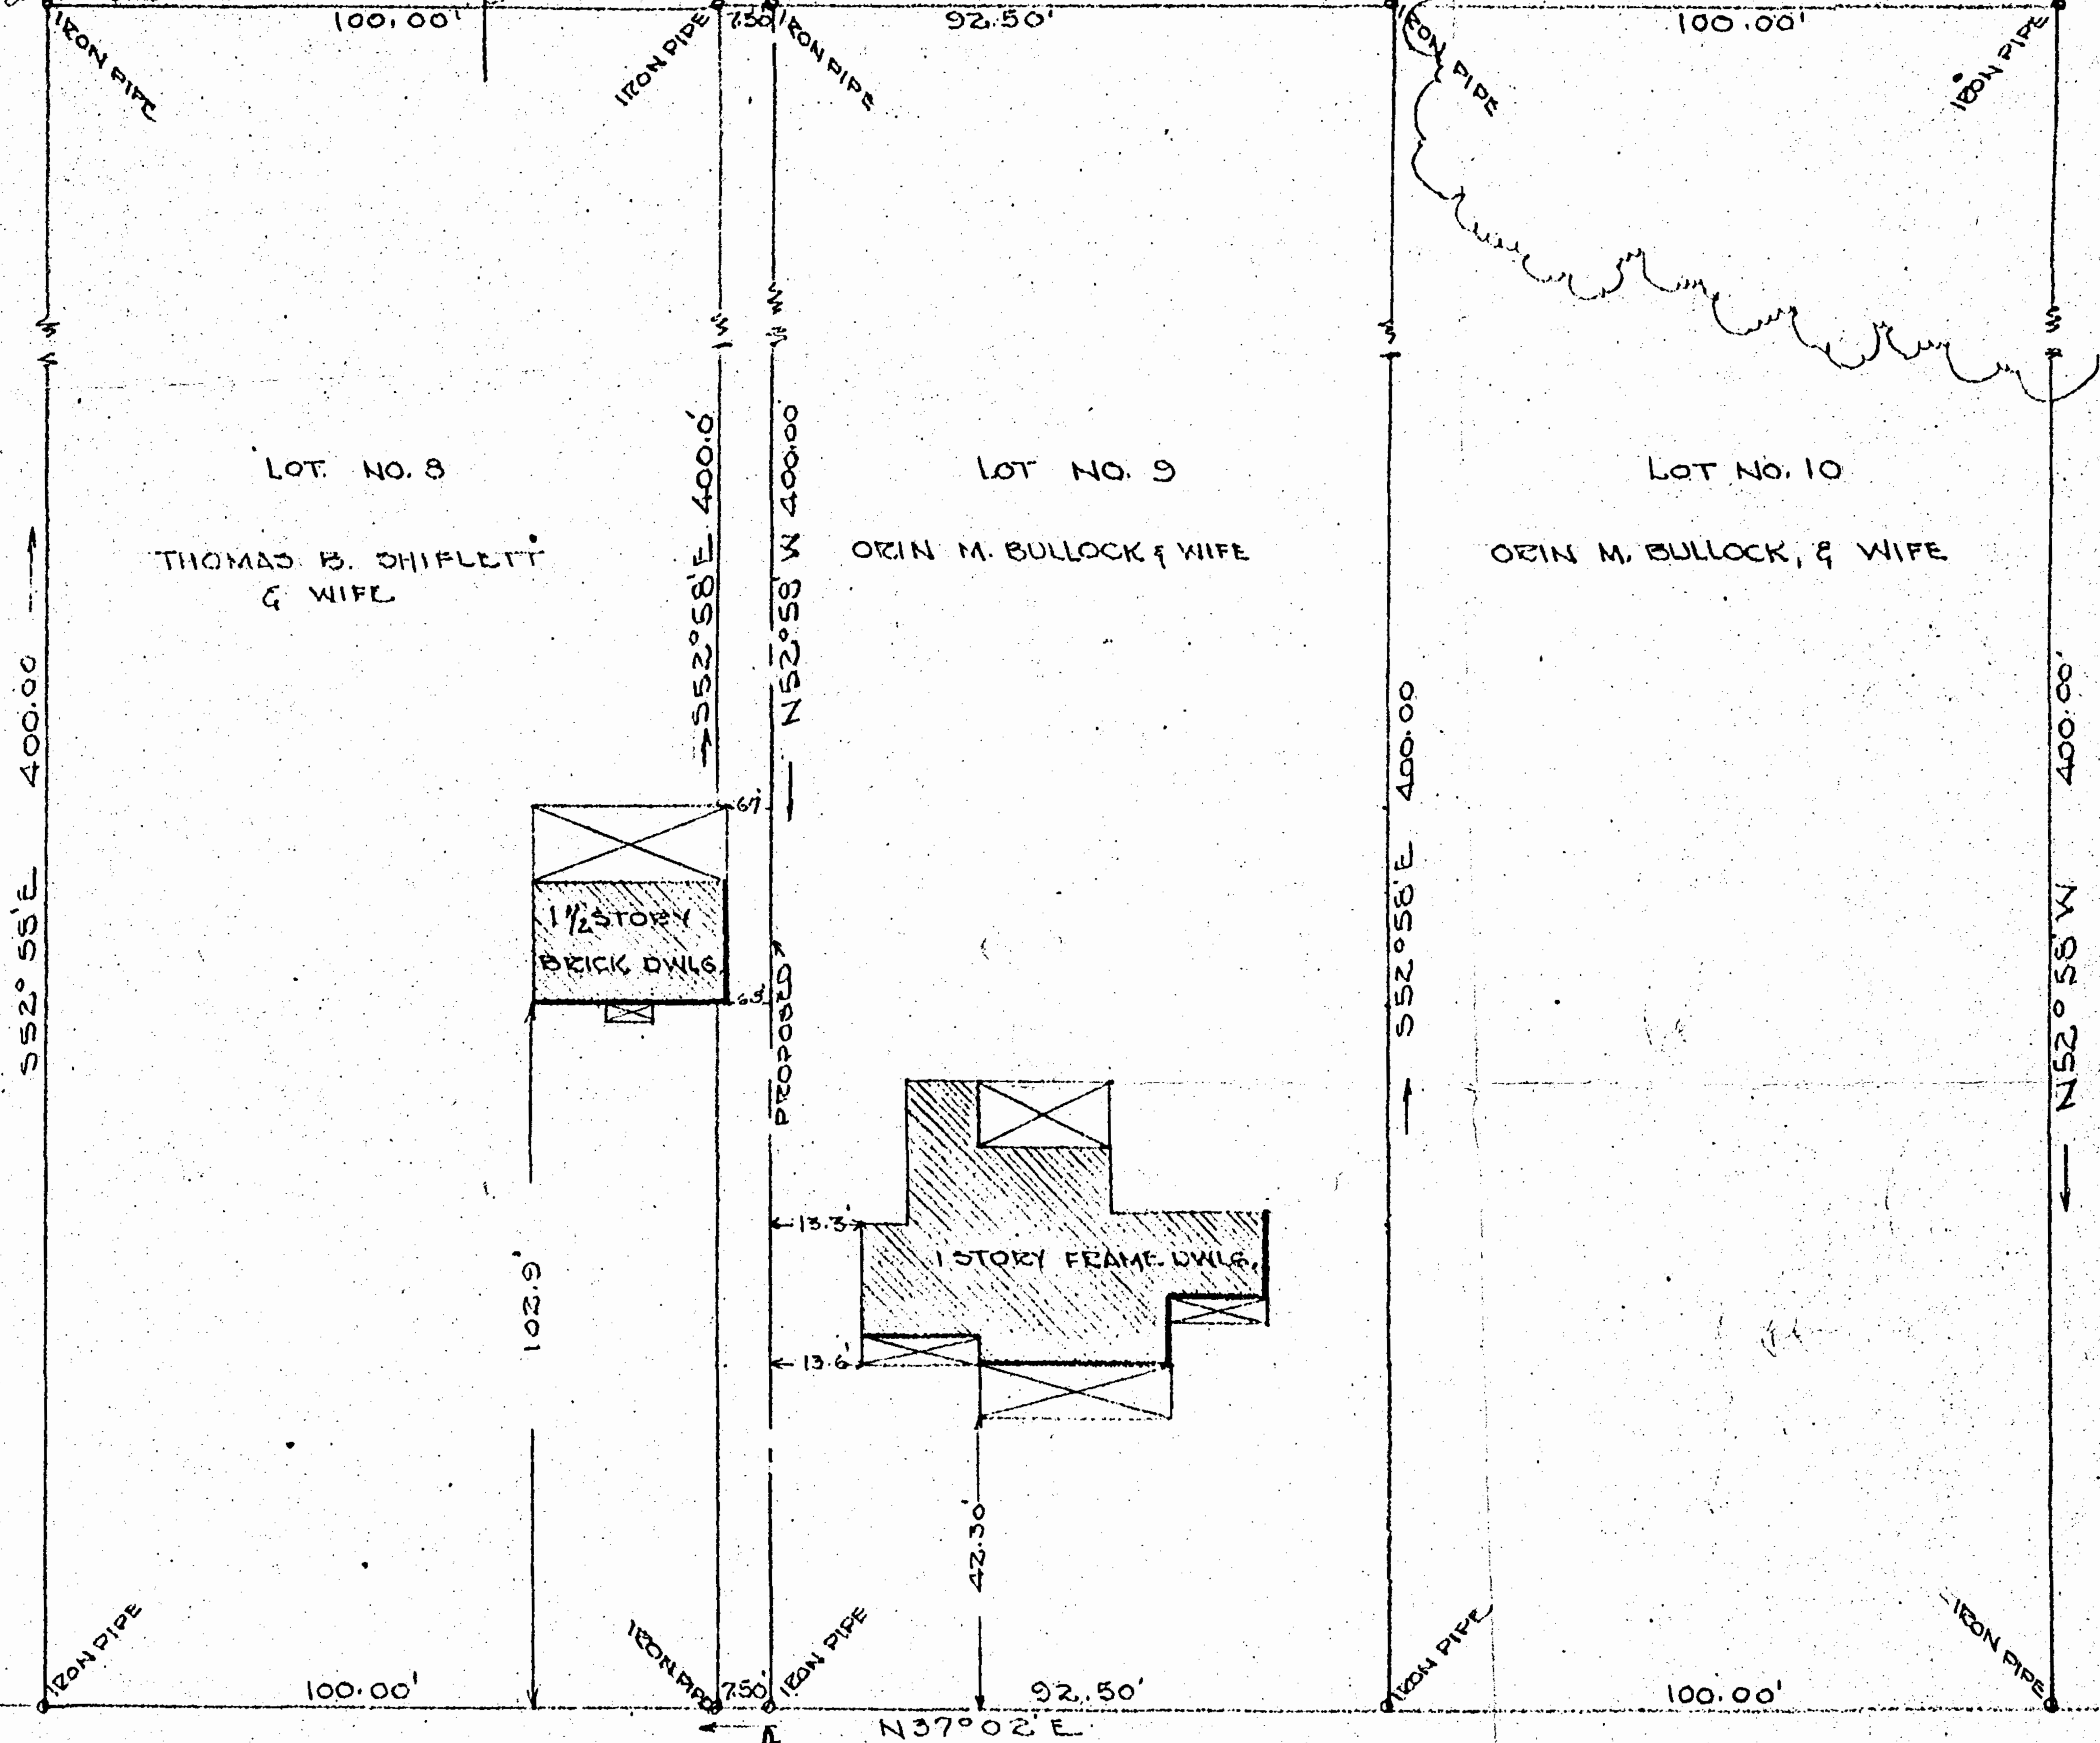 100.00'
7.50'
92.50'
100.00'
IRON PIPE
IRON PIPE
IRON PIPE
IRON PIPE
IRON PIPE
LOT. NO. 8
THOMAS B. SHIFLETT
& WIFE
LOT NO. 9
ORIN M. BULLOCK & WIFE
LOT NO. 10
ORIN M. BULLOCK, & WIFE
S52°58'E 400.00
S52°58'E 400.0'
N52°58'W 400.00
S52°58'E 400.00
N52°58'W 400.00'
1 1/2 STORY
BRICK DWLG.
PROPOSED
13.3'
1 STORY FRAME DWLG.
13.6'
102.9'
42.30'
IRON PIPE
IRON PIPE
IRON PIPE
IRON PIPE
IRON PIPE
100.00'
7.50'
92.50'
100.00'
N37°02'E